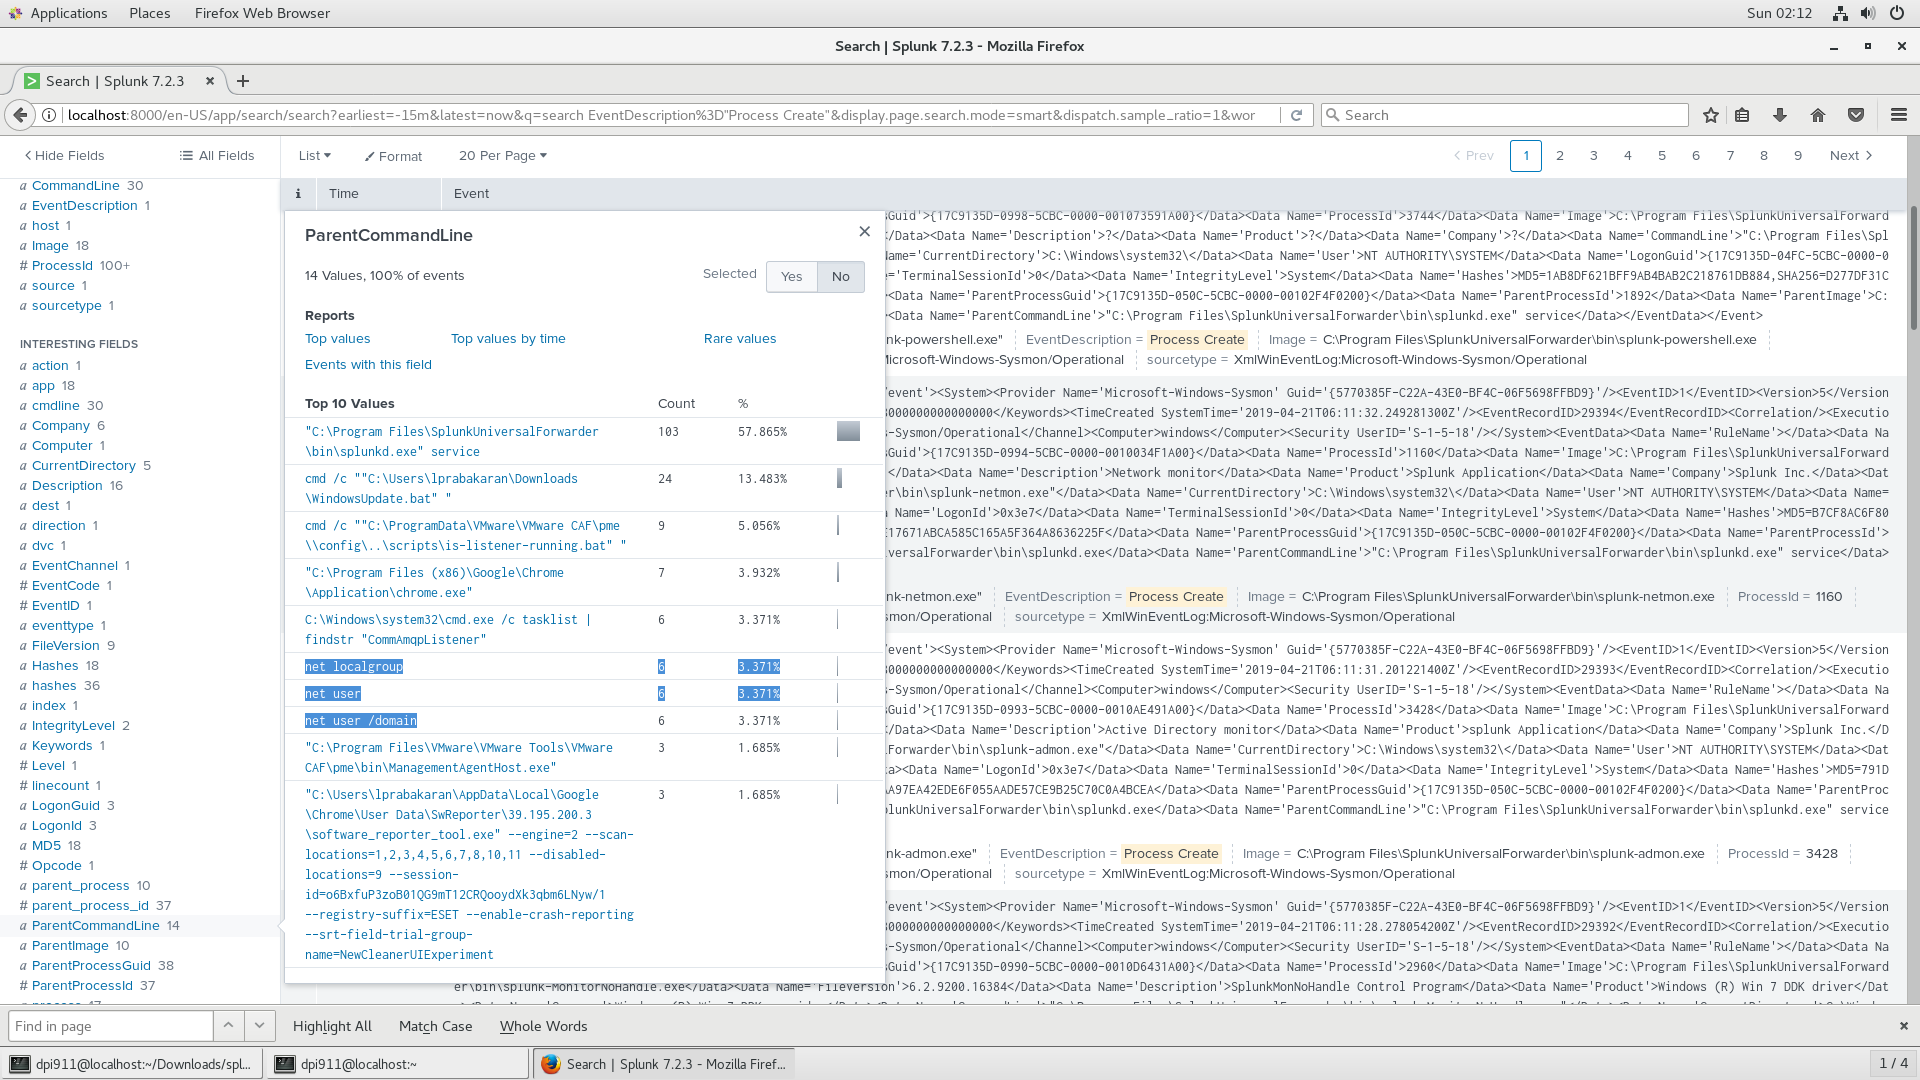 Applications Places Firefox Web Browser Sun 02:12
Search | Splunk 7.2.3 - Mozilla Firefox
Search | Splunk 7.2.3
localhost:8000/en-US/app/search/search?earliest=-15m&latest=now&q=search EventDescription%3D"Process Create"&display.page.search.mode=smart&dispatch.sample_ratio=1&wor
Search
Hide Fields All Fields
List Format 20 Per Page
Prev 1 2 3 4 5 6 7 8 9 Next
i Time Event
a CommandLine 30
a EventDescription 1
a host 1
a Image 18
# ProcessId 100+
a source 1
a sourcetype 1
INTERESTING FIELDS
a action 1
a app 18
a cmdline 30
a Company 6
a Computer 1
a CurrentDirectory 5
a Description 16
a dest 1
a direction 1
a dvc 1
a EventChannel 1
# EventCode 1
# EventID 1
a eventtype 1
a FileVersion 9
a Hashes 18
a hashes 36
a index 1
a IntegrityLevel 2
a Keywords 1
# Level 1
# linecount 1
a LogonGuid 3
a LogonId 3
a MD5 18
# Opcode 1
a parent_process 10
# parent_process_id 37
a ParentCommandLine 14
a ParentImage 10
a ParentProcessGuid 38
# ParentProcessId 37
ParentCommandLine
14 Values, 100% of events
Selected Yes No
Reports
Top values Top values by time Rare values
Events with this field
Top 10 Values Count %
"C:\Program Files\SplunkUniversalForwarder 103 57.865%
\bin\splunkd.exe" service
cmd /c ""C:\Users\lprabakaran\Downloads 24 13.483%
\WindowsUpdate.bat" "
cmd /c ""C:\ProgramData\VMware\VMware CAF\pme 9 5.056%
\\config\..\scripts\is-listener-running.bat" "
"C:\Program Files (x86)\Google\Chrome 7 3.932%
\Application\chrome.exe"
C:\Windows\system32\cmd.exe /c tasklist | 6 3.371%
findstr "CommAmqpListener"
net localgroup 6 3.371%
net user 6 3.371%
net user /domain 6 3.371%
"C:\Program Files\VMware\VMware Tools\VMware 3 1.685%
CAF\pme\bin\ManagementAgentHost.exe"
"C:\Users\lprabakaran\AppData\Local\Google 3 1.685%
\Chrome\User Data\SwReporter\39.195.200.3
\software_reporter_tool.exe" --engine=2 --scan-
locations=1,2,3,4,5,6,7,8,10,11 --disabled-
locations=9 --session-
id=o6BxfuP3zoB01QG9mT12CRQooydXk3qbm6LNyw/1
--registry-suffix=ESET --enable-crash-reporting
--srt-field-trial-group-
name=NewCleanerUIExperiment
sGuid'>{17C9135D-0998-5CBC-0000-001073591A00}</Data><Data Name='ProcessId'>3744</Data><Data Name='Image'>C:\Program Files\SplunkUniversalForward
</Data><Data Name='Description'>?</Data><Data Name='Product'>?</Data><Data Name='Company'>?</Data><Data Name='CommandLine'>"C:\Program Files\Spl
Name='CurrentDirectory'>C:\Windows\system32\</Data><Data Name='User'>NT AUTHORITY\SYSTEM</Data><Data Name='LogonGuid'>{17C9135D-04FC-5CBC-0000-0
e='TerminalSessionId'>0</Data><Data Name='IntegrityLevel'>System</Data><Data Name='Hashes'>MD5=1AB8DF621BFF9AB4BAB2C218761DB884,SHA256=D277DF31C
<Data Name='ParentProcessGuid'>{17C9135D-050C-5CBC-0000-00102F4F0200}</Data><Data Name='ParentProcessId'>1892</Data><Data Name='ParentImage'>C:
<Data Name='ParentCommandLine'>"C:\Program Files\SplunkUniversalForwarder\bin\splunkd.exe" service</Data></EventData></Event>
nk-powershell.exe" EventDescription = Process Create Image = C:\Program Files\SplunkUniversalForwarder\bin\splunk-powershell.exe
Microsoft-Windows-Sysmon/Operational sourcetype = XmlWinEventLog:Microsoft-Windows-Sysmon/Operational
/event'><System><Provider Name='Microsoft-Windows-Sysmon' Guid='{5770385F-C22A-43E0-BF4C-06F5698FFBD9}'/><EventID>1</EventID><Version>5</Version
8000000000000000</Keywords><TimeCreated SystemTime='2019-04-21T06:11:32.249281300Z'/><EventRecordID>29394</EventRecordID><Correlation/><Executio
s-Sysmon/Operational</Channel><Computer>windows</Computer><Security UserID='S-1-5-18'/></System><EventData><Data Name='RuleName'></Data><Data Na
sGuid'>{17C9135D-0994-5CBC-0000-0010034F1A00}</Data><Data Name='ProcessId'>1160</Data><Data Name='Image'>C:\Program Files\SplunkUniversalForward
</Data><Data Name='Description'>Network monitor</Data><Data Name='Product'>Splunk Application</Data><Data Name='Company'>Splunk Inc.</Data><Data
r\bin\splunk-netmon.exe"</Data><Data Name='CurrentDirectory'>C:\Windows\system32\</Data><Data Name='User'>NT AUTHORITY\SYSTEM</Data><Data Name='
a Name='LogonId'>0x3e7</Data><Data Name='TerminalSessionId'>0</Data><Data Name='IntegrityLevel'>System</Data><Data Name='Hashes'>MD5=B7CF8AC6F80
E17671ABCA585C165A5F364A8636225F</Data><Data Name='ParentProcessGuid'>{17C9135D-050C-5CBC-0000-00102F4F0200}</Data><Data Name='ParentProcessId'>
versalForwarder\bin\splunkd.exe</Data><Data Name='ParentCommandLine'>"C:\Program Files\SplunkUniversalForwarder\bin\splunkd.exe" service</Data>
nk-netmon.exe" EventDescription = Process Create Image = C:\Program Files\SplunkUniversalForwarder\bin\splunk-netmon.exe ProcessId = 1160
smon/Operational sourcetype = XmlWinEventLog:Microsoft-Windows-Sysmon/Operational
/event'><System><Provider Name='Microsoft-Windows-Sysmon' Guid='{5770385F-C22A-43E0-BF4C-06F5698FFBD9}'/><EventID>1</EventID><Version>5</Version
8000000000000000</Keywords><TimeCreated SystemTime='2019-04-21T06:11:31.201221400Z'/><EventRecordID>29393</EventRecordID><Correlation/><Executio
s-Sysmon/Operational</Channel><Computer>windows</Computer><Security UserID='S-1-5-18'/></System><EventData><Data Name='RuleName'></Data><Data Na
sGuid'>{17C9135D-0993-5CBC-0000-0010AE491A00}</Data><Data Name='ProcessId'>3428</Data><Data Name='Image'>C:\Program Files\SplunkUniversalForward
/Data><Data Name='Description'>Active Directory monitor</Data><Data Name='Product'>Splunk Application</Data><Data Name='Company'>Splunk Inc.</D
rForwarder\bin\splunk-admon.exe"</Data><Data Name='CurrentDirectory'>C:\Windows\system32\</Data><Data Name='User'>NT AUTHORITY\SYSTEM</Data><Dat
ta><Data Name='LogonId'>0x3e7</Data><Data Name='TerminalSessionId'>0</Data><Data Name='IntegrityLevel'>System</Data><Data Name='Hashes'>MD5=791D
AA97EA42EDE6F055AADE57CE9B25C70C0A4BCEA</Data><Data Name='ParentProcessGuid'>{17C9135D-050C-5CBC-0000-00102F4F0200}</Data><Data Name='ParentProc
lunkUniversalForwarder\bin\splunkd.exe</Data><Data Name='ParentCommandLine'>"C:\Program Files\SplunkUniversalForwarder\bin\splunkd.exe" service
nk-admon.exe" EventDescription = Process Create Image = C:\Program Files\SplunkUniversalForwarder\bin\splunk-admon.exe ProcessId = 3428
smon/Operational sourcetype = XmlWinEventLog:Microsoft-Windows-Sysmon/Operational
/event'><System><Provider Name='Microsoft-Windows-Sysmon' Guid='{5770385F-C22A-43E0-BF4C-06F5698FFBD9}'/><EventID>1</EventID><Version>5</Version
8000000000000000</Keywords><TimeCreated SystemTime='2019-04-21T06:11:28.278054200Z'/><EventRecordID>29392</EventRecordID><Correlation/><Executio
s-Sysmon/Operational</Channel><Computer>windows</Computer><Security UserID='S-1-5-18'/></System><EventData><Data Name='RuleName'></Data><Data Na
sGuid'>{17C9135D-0990-5CBC-0000-0010D6431A00}</Data><Data Name='ProcessId'>2960</Data><Data Name='Image'>C:\Program Files\SplunkUniversalForward
er\bin\splunk-MonitorNoHandle.exe</Data><Data Name='FileVersion'>6.2.9200.16384</Data><Data Name='Description'>SplunkMonNoHandle Control Program</Data><Data Name='Product'>Windows (R) Win 7 DDK driver</Dat
Find in page Highlight All Match Case Whole Words
dpi911@localhost:~/Downloads/spl... dpi911@localhost:~ Search | Splunk 7.2.3 - Mozilla Firef... 1 / 4